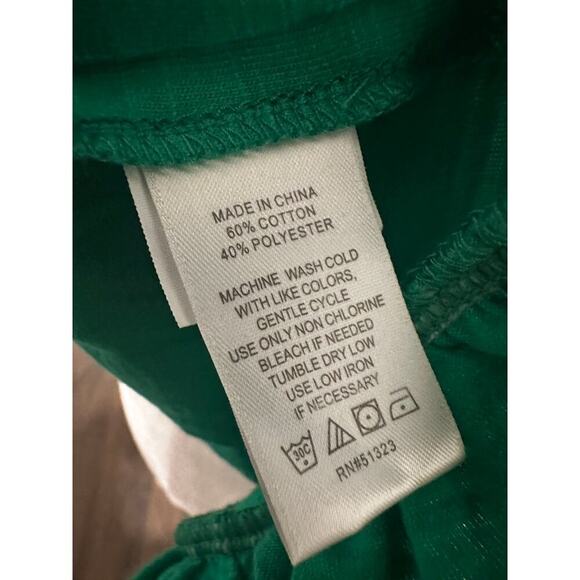 MADE IN CHINA
60% COTTON
40% POLYESTER
MACHINE WASH COLD
WITH LIKE COLORS,
GENTLE CYCLE
USE ONLY NON CHLORINE
BLEACH IF NEEDED
TUMBLE DRY LOW
USE LOW IRON
IF NECESSARY
30C
RN#51323